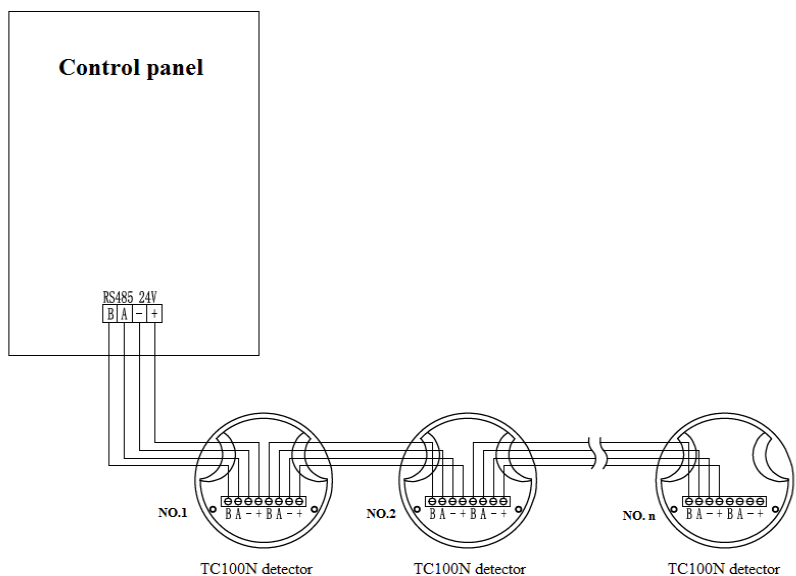 Control panel
RS485 24V
B A - +
B A - + B A - +
B A - + B A - +
B A - + B A - +
NO.1
NO.2
NO. n
TC100N detector
TC100N detector
TC100N detector